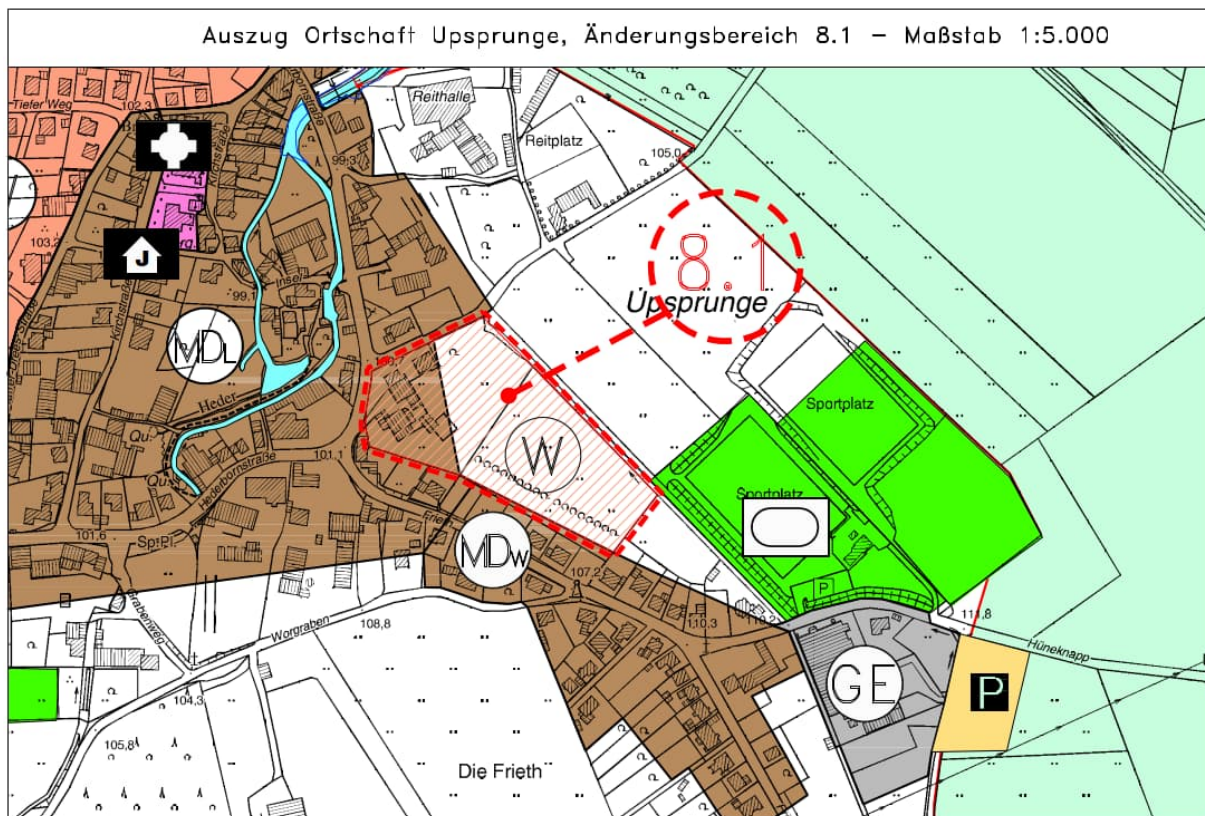 Auszug Ortschaft Upsprunge, Änderungsbereich 8.1 – Maßstab 1:5.000
Tiefer Weg
102,3
Reithalle
Reitplatz
99,3
105,0
103,2
J
99,1
Insel
8.1
Upsprunge
MDL
Kirchstraße
Heder
Sportplatz
W
Qu.
Qu.
Hederbornstraße
101,1
Sportplatz
101,6
Sp.Pl.
MDW
107,2
P
Grabenweg
Worgraben
108,8
110,3
111,8
Hüneknapp
104,3
GE
P
105,8
Die Frieth